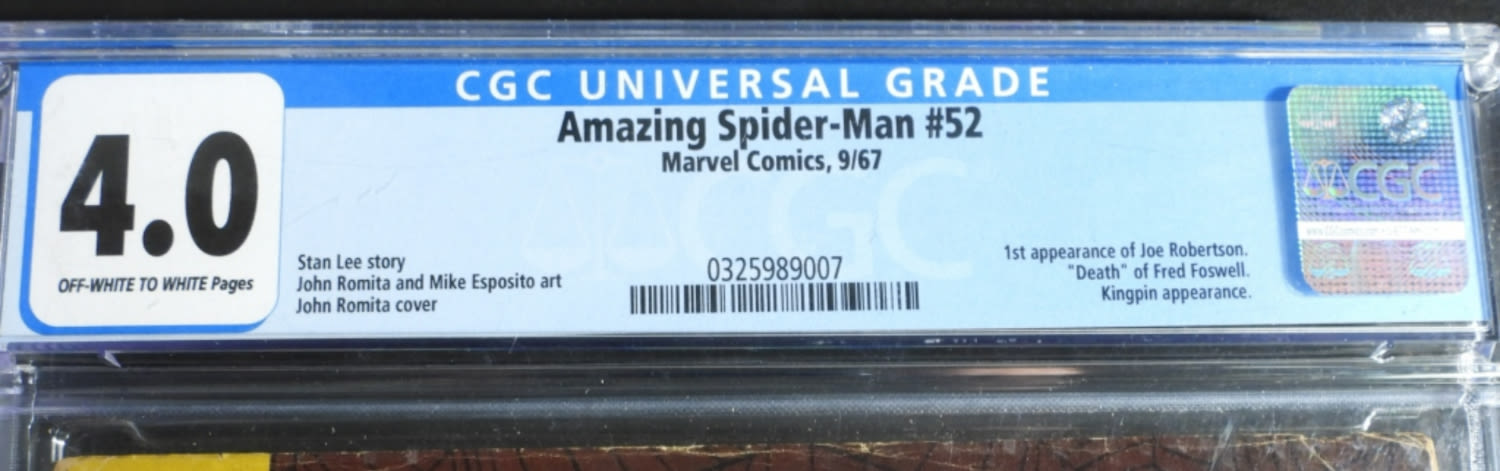 CGC UNIVERSAL GRADE
4.0
OFF-WHITE TO WHITE Pages
Amazing Spider-Man #52
Marvel Comics, 9/67
Stan Lee story
John Romita and Mike Esposito art
John Romita cover
0325989007
1st appearance of Joe Robertson.
"Death" of Fred Foswell.
Kingpin appearance.
CGC
CGC